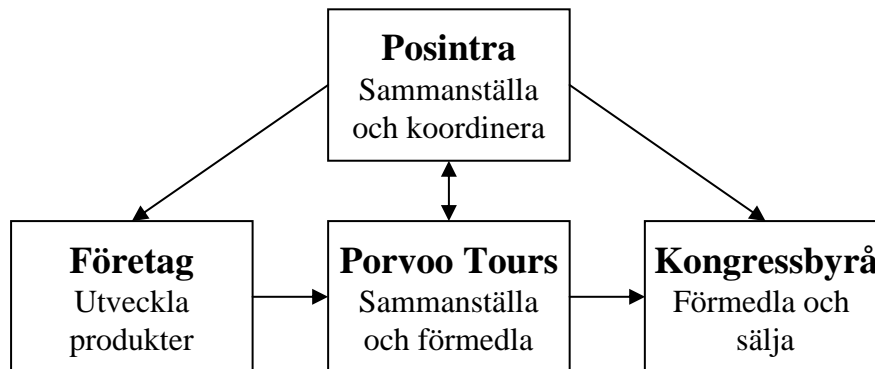 Posintra
Sammanställa
och koordinera
Företag
Utveckla
produkter
Porvoo Tours
Sammanställa
och förmedla
Kongressbyrå
Förmedla och
sälja